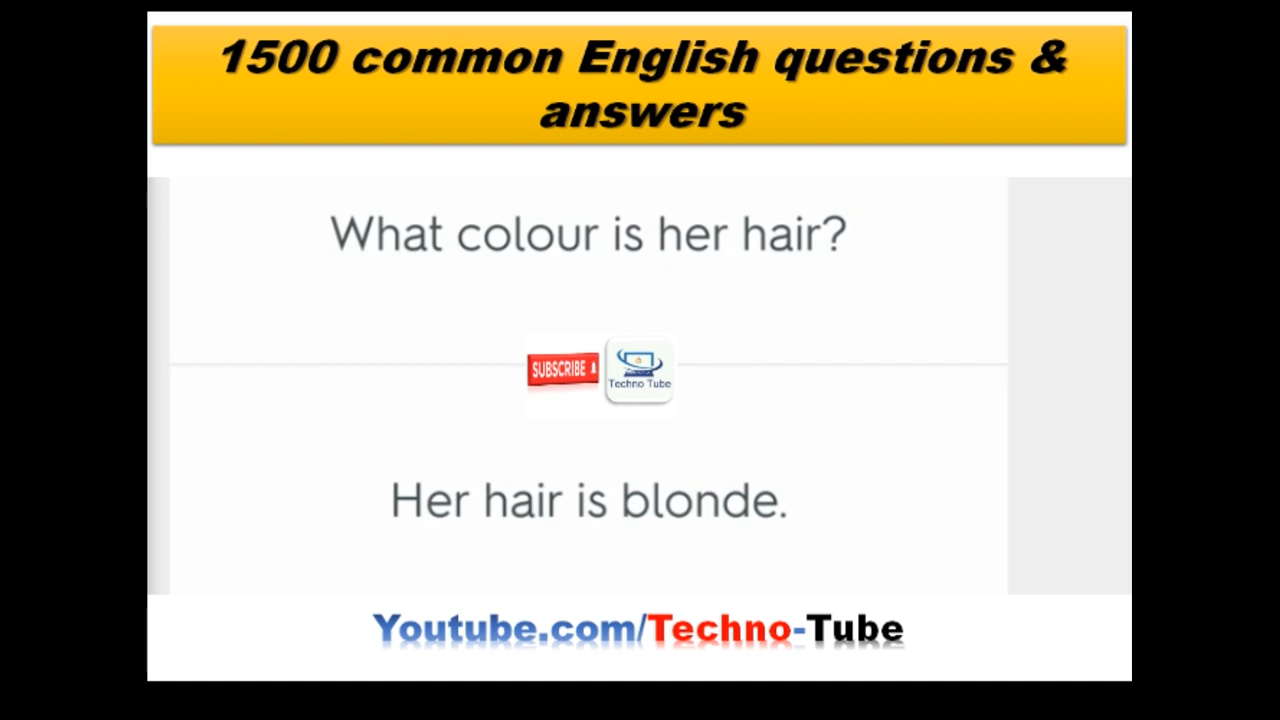 1500 common English questions &
answers
What colour is her hair?
SUBSCRIBE
Techno Tube
Her hair is blonde.
Youtube.com/Techno-Tube